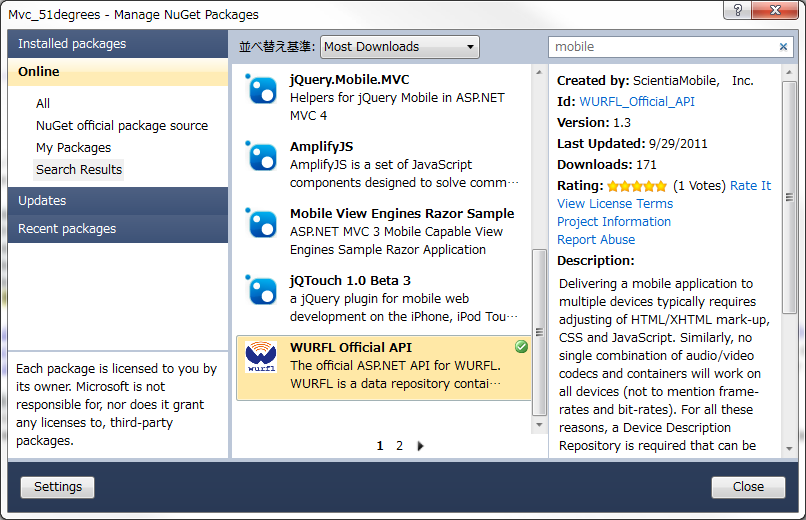 Mvc_51degrees - Manage NuGet Packages
Installed packages
Online
All
NuGet official package source
My Packages
Search Results
Updates
Recent packages
Each package is licensed to you by
its owner. Microsoft is not
responsible for, nor does it grant
any licenses to, third-party
packages.
並べ替え基準: Most Downloads
jQuery.Mobile.MVC
Helpers for jQuery Mobile in ASP.NET
MVC 4
AmplifyJS
AmplifyJS is a set of JavaScript
components designed to solve comm…
Mobile View Engines Razor Sample
ASP.NET MVC 3 Mobile Capable View
Engines Sample Razor Application
jQTouch 1.0 Beta 3
a jQuery plugin for mobile web
development on the iPhone, iPod Tou…
wurfl
WURFL Official API
The official ASP.NET API for WURFL.
WURFL is a data repository contai…
1 2
mobile
Created by: ScientiaMobile, Inc.
Id: WURFL_Official_API
Version: 1.3
Last Updated: 9/29/2011
Downloads: 171
Rating: (1 Votes) Rate It
View License Terms
Project Information
Report Abuse
Description:
Delivering a mobile application to
multiple devices typically requires
adjusting of HTML/XHTML mark-up,
CSS and JavaScript. Similarly, no
single combination of audio/video
codecs and containers will work on
all devices (not to mention frame-
rates and bit-rates). For all these
reasons, a Device Description
Repository is required that can be
Settings
Close